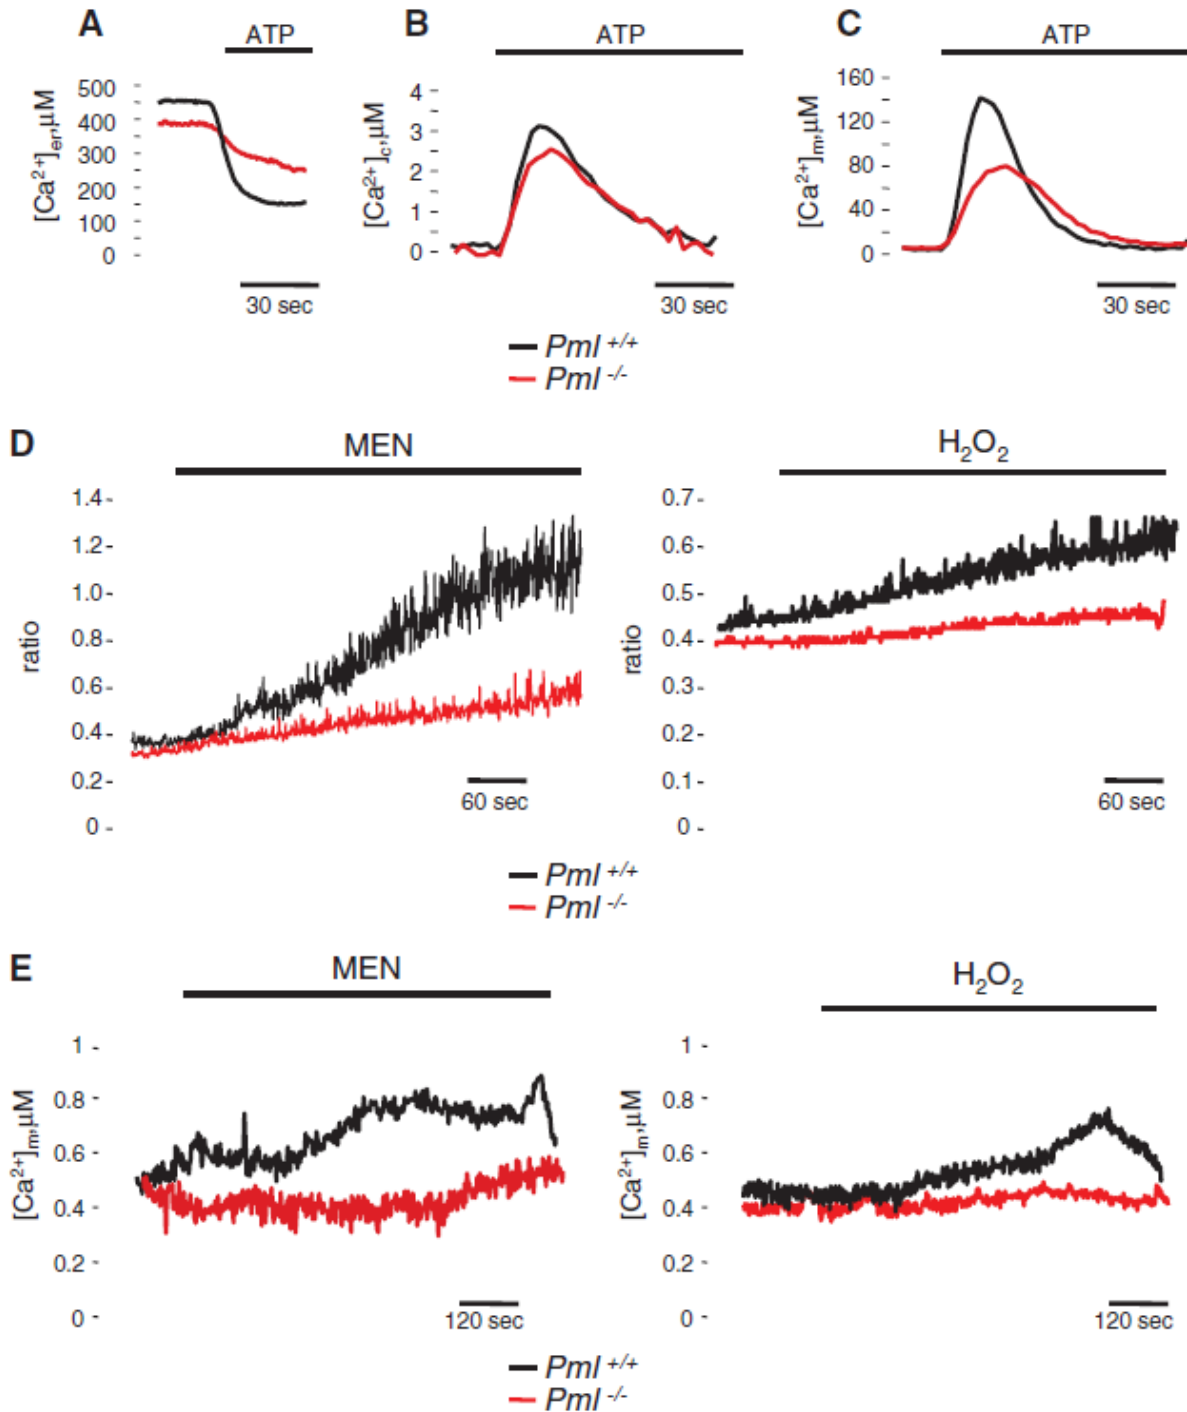 A
ATP
[Ca²⁺]er,µM
500
400
300
200
100
0
30 sec
B
ATP
[Ca²⁺]c,µM
4
3
2
1
0
30 sec
C
ATP
[Ca²⁺]m,µM
160
120
80
40
0
30 sec
Pml +/+
Pml -/-
D
MEN
ratio
1.4
1.2
1.0
0.8
0.6
0.4
0.2
0
60 sec
H₂O₂
ratio
0.7
0.6
0.5
0.4
0.3
0.2
0.1
0
60 sec
Pml +/+
Pml -/-
E
MEN
[Ca²⁺]m,µM
1
0.8
0.6
0.4
0.2
0
120 sec
H₂O₂
[Ca²⁺]m,µM
1
0.8
0.6
0.4
0.2
0
120 sec
Pml +/+
Pml -/-